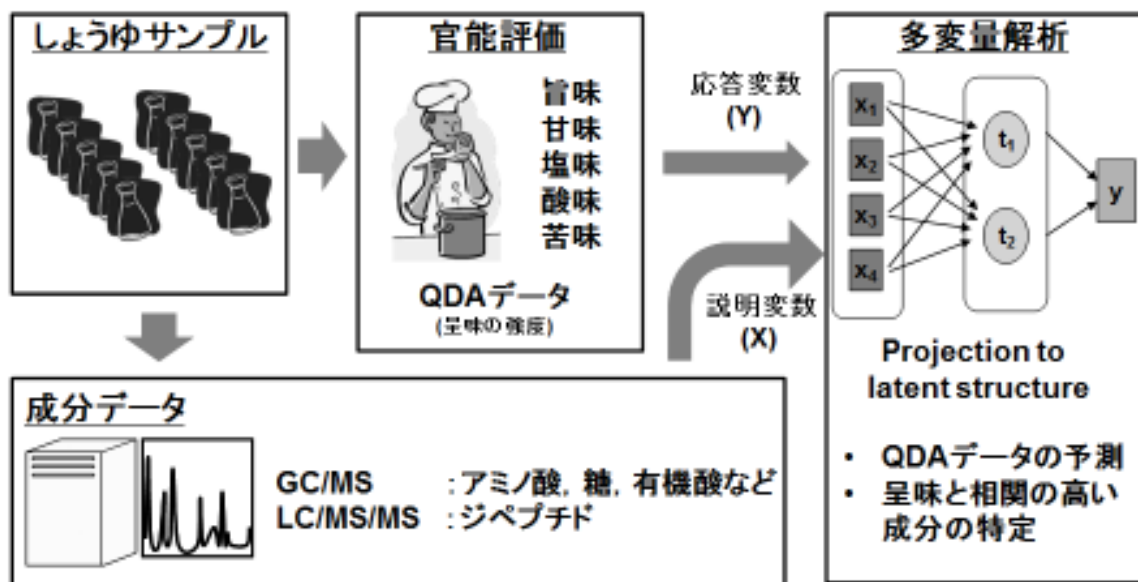 しょうゆサンプル
官能評価
旨味
甘味
塩味
酸味
苦味
QDAデータ
(呈味の強度)
応答変数
(Y)
説明変数
(X)
多変量解析
x1
x2
x3
x4
t1
t2
y
Projection to
latent structure
• QDAデータの予測
• 呈味と相関の高い
成分の特定
成分データ
GC/MS :アミノ酸, 糖, 有機酸など
LC/MS/MS :ジペプチド